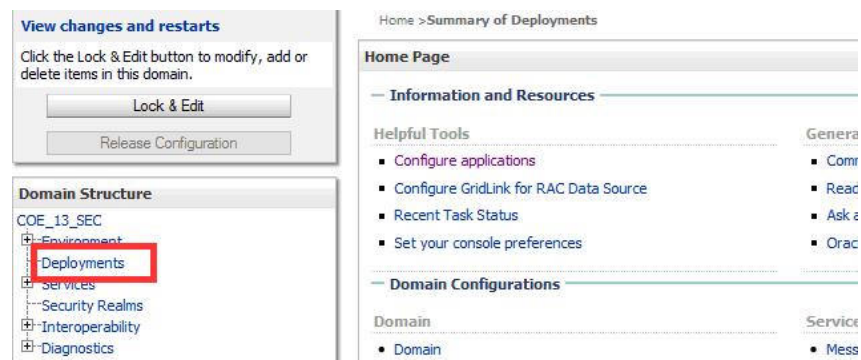 View changes and restarts
Click the Lock & Edit button to modify, add or
delete items in this domain.
Lock & Edit
Release Configuration
Domain Structure
COE_13_SEC
Environment
Deployments
Services
Security Realms
Interoperability
Diagnostics
Home >Summary of Deployments
Home Page
Information and Resources
Helpful Tools
Configure applications
Configure GridLink for RAC Data Source
Recent Task Status
Set your console preferences
Domain Configurations
Domain
Domain